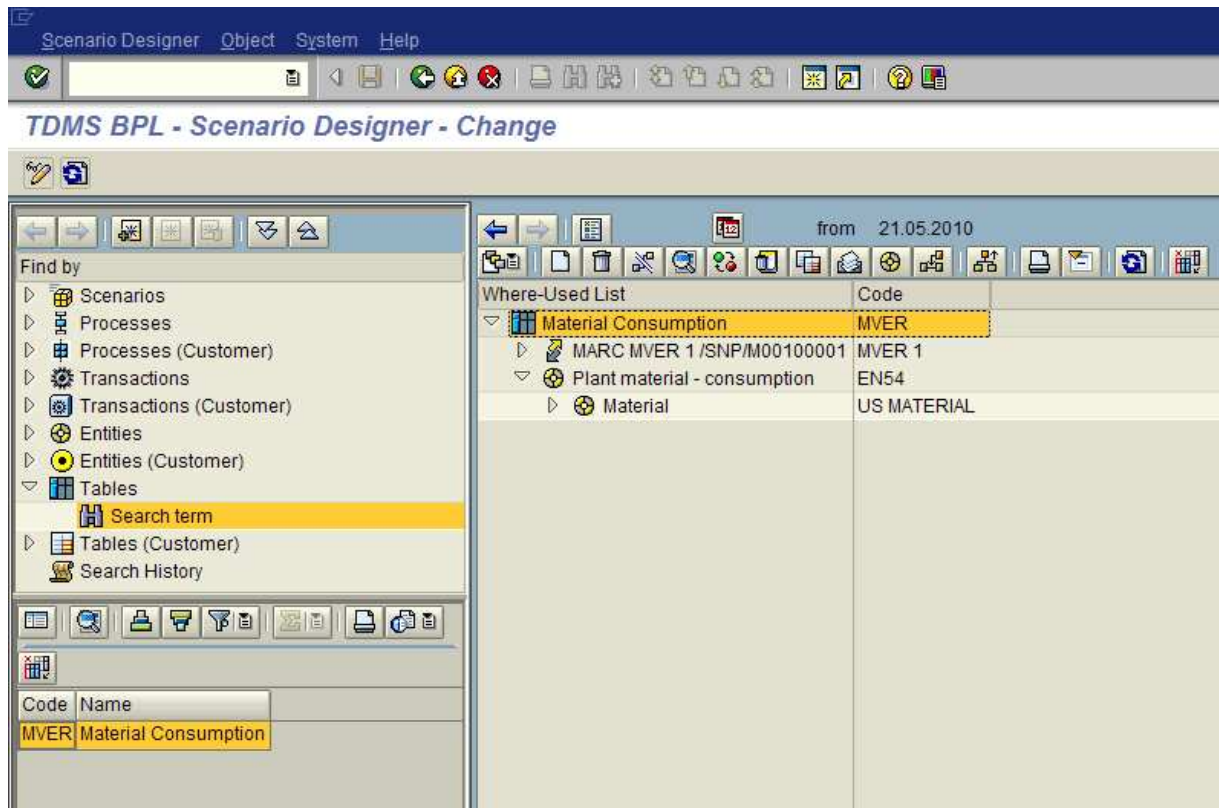 Scenario Designer Object System Help
TDMS BPL - Scenario Designer - Change
from 21.05.2010
Find by
Scenarios
Processes
Processes (Customer)
Transactions
Transactions (Customer)
Entities
Entities (Customer)
Tables
Search term
Tables (Customer)
Search History
Code Name
MVER Material Consumption
Where-Used List Code
Material Consumption MVER
MARC MVER 1 /SNP/M00100001 MVER 1
Plant material - consumption EN54
Material US MATERIAL